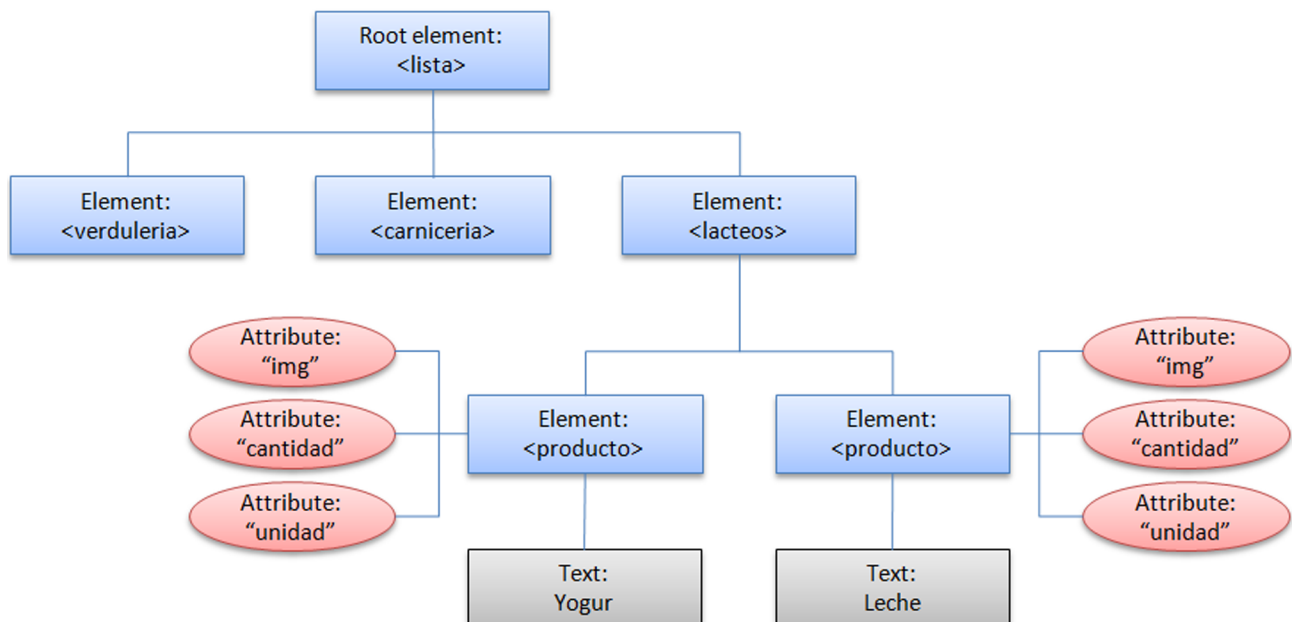 Root element:
<lista>
Element:
<verduleria>
Element:
<carniceria>
Element:
<lacteos>
Attribute:
“img”
Attribute:
“cantidad”
Attribute:
“unidad”
Element:
<producto>
Element:
<producto>
Attribute:
“img”
Attribute:
“cantidad”
Attribute:
“unidad”
Text:
Yogur
Text:
Leche